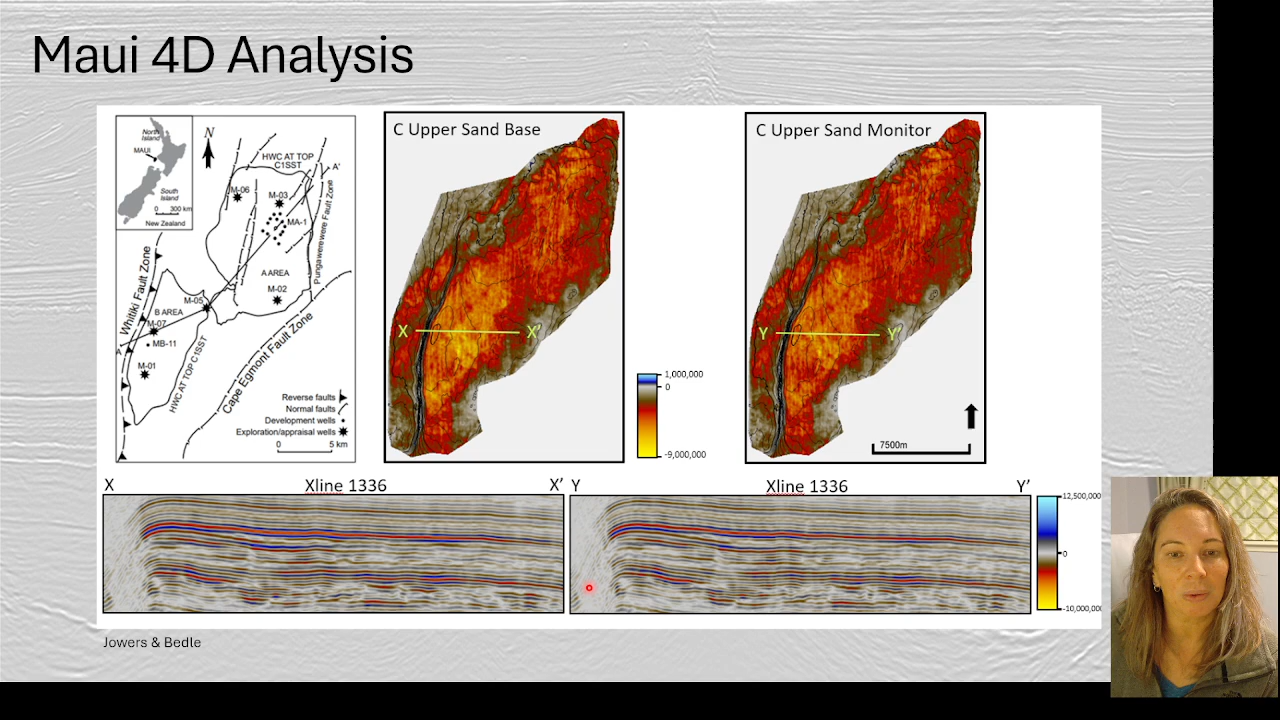 Maui 4D Analysis
North
Island
MAUI
South
Island
0 300 km
New Zealand
N
HWC AT TOP
C1SST
A'
M-06
M-03
MA-1
Pungawerewere Fault Zone
A AREA
M-02
Whitiki Fault Zone
M-05
B AREA
M-07
A
MB-11
M-01
HWC AT TOP C1SST
Cape Egmont Fault Zone
Reverse faults
Normal faults
Development wells
Exploration/appraisal wells
0 5 km
C Upper Sand Base
X X'
1,000,000
0
-9,000,000
C Upper Sand Monitor
Y Y'
7500m
X Xline 1336 X’
Y Xline 1336 Y’
12,500,000
0
-10,000,000
Jowers & Bedle